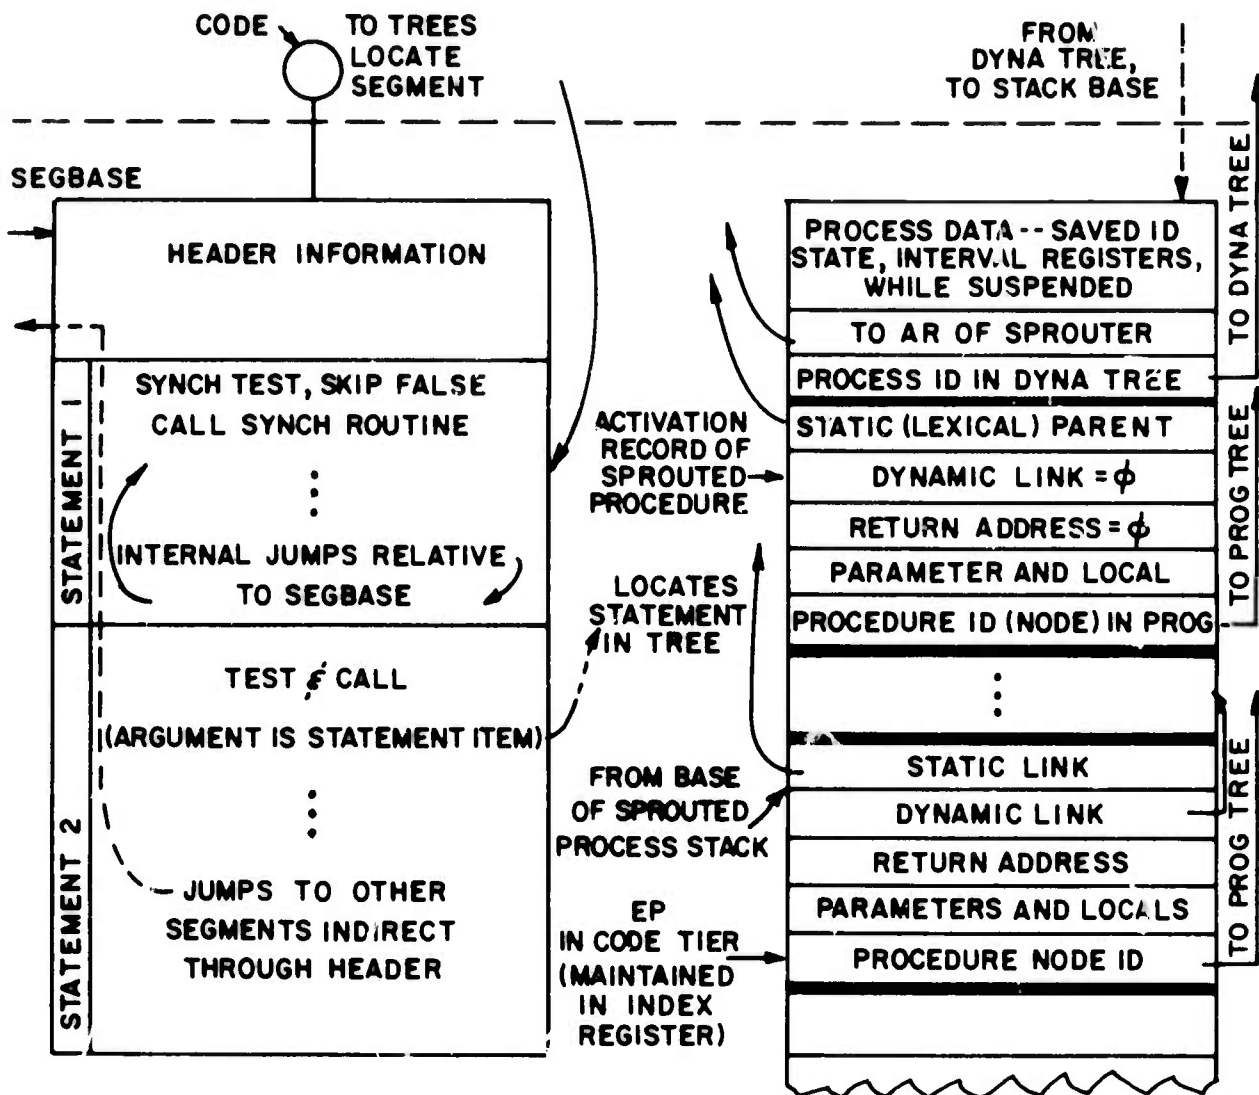 CODE
TO TREES
LOCATE
SEGMENT
SEGBASE
HEADER INFORMATION
STATEMENT 1
SYNCH TEST, SKIP FALSE
CALL SYNCH ROUTINE
INTERNAL JUMPS RELATIVE
TO SEGBASE
STATEMENT 2
TEST & CALL
(ARGUMENT IS STATEMENT ITEM)
JUMPS TO OTHER
SEGMENTS INDIRECT
THROUGH HEADER
LOCATES
STATEMENT
IN TREE
FROM
DYNA TREE,
TO STACK BASE
PROCESS DATA -- SAVED ID
STATE, INTERVAL REGISTERS,
WHILE SUSPENDED
TO AR OF SPROUTER
PROCESS ID IN DYNA TREE
TO DYNA TREE
ACTIVATION
RECORD OF
SPROUTED
PROCEDURE
STATIC (LEXICAL) PARENT
DYNAMIC LINK = ϕ
RETURN ADDRESS = ϕ
PARAMETER AND LOCAL
PROCEDURE ID (NODE) IN PROG
TO PROG TREE
FROM BASE
OF SPROUTED
PROCESS STACK
STATIC LINK
DYNAMIC LINK
RETURN ADDRESS
PARAMETERS AND LOCALS
PROCEDURE NODE ID
TO PROG TREE
EP
IN CODE TIER
(MAINTAINED
IN INDEX
REGISTER)